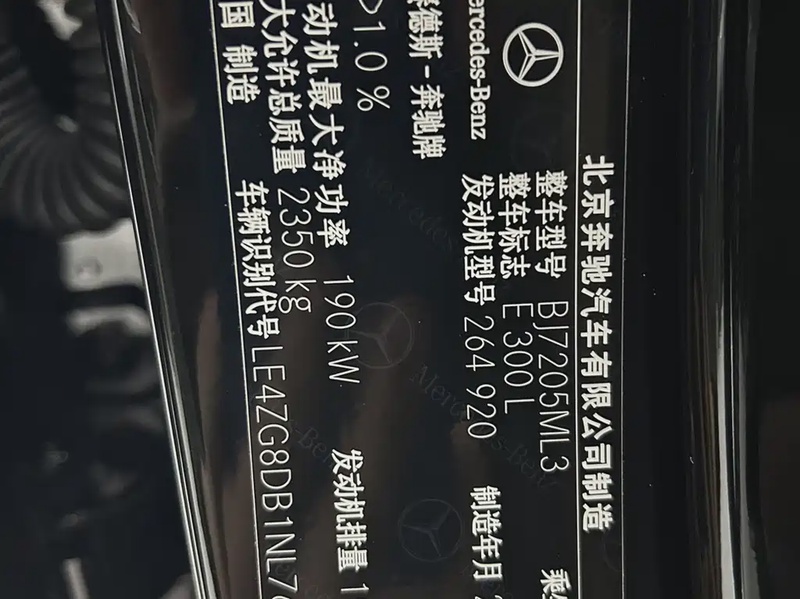 北京奔驰汽车有限公司制造
Mercedes-Benz
整车型号 BJ7205ML3
整车标志 E 300 L
发动机型号 264 920
制造年月 2
德斯-奔驰牌
>1.0 %
动机最大净功率 190 kW
发动机排量 1
大允许总质量 2350 kg
国 制造
车辆识别代号 LE4ZG8DB1NL7